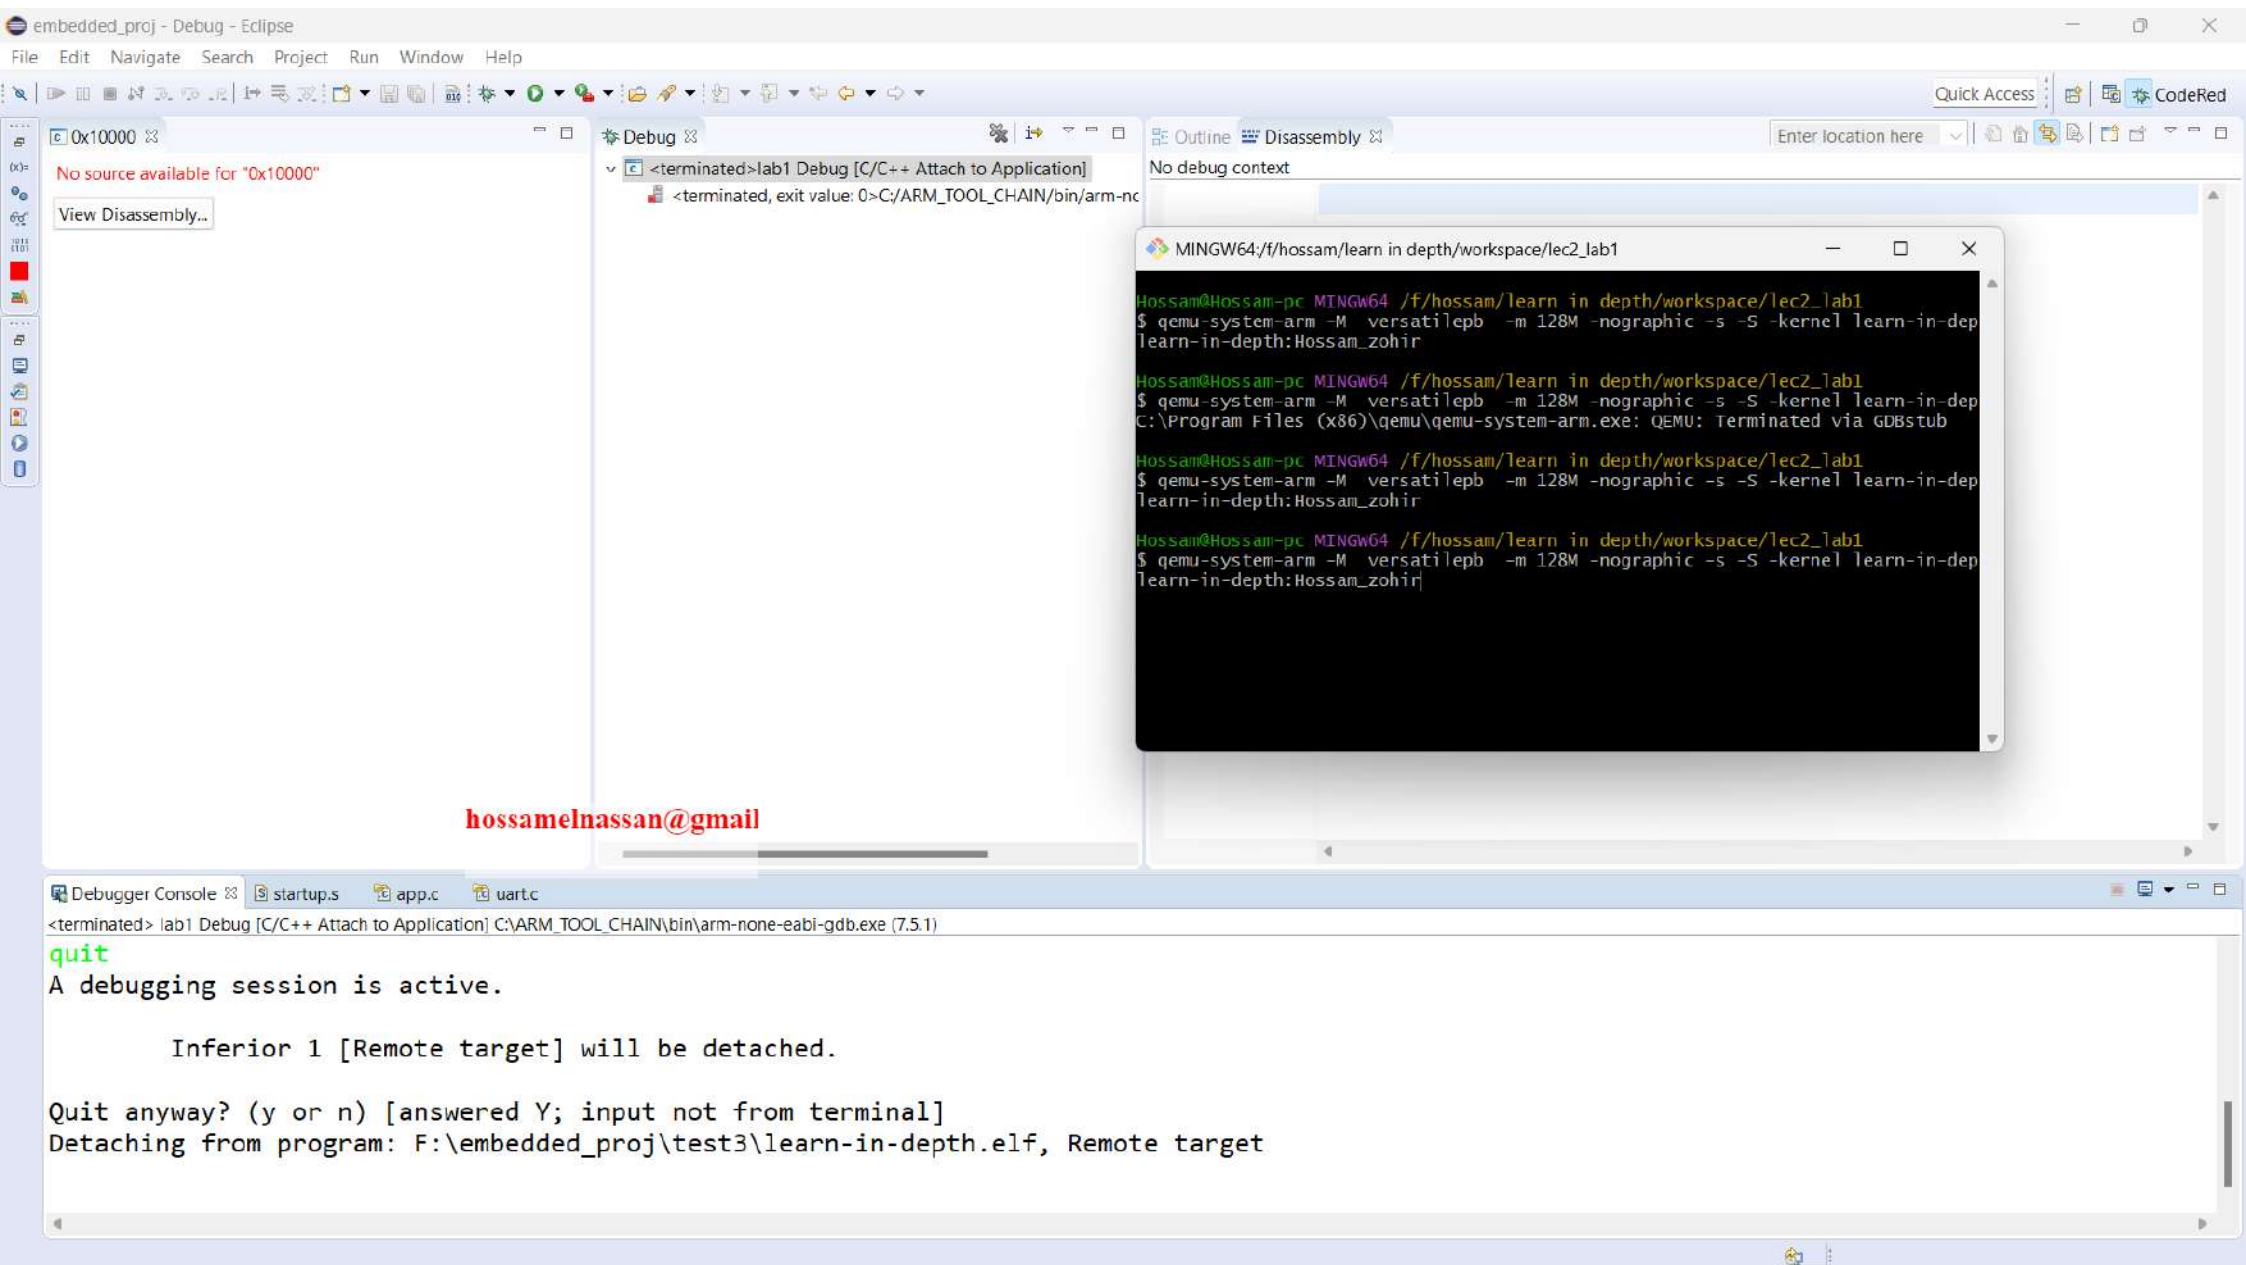 embedded_proj - Debug - Eclipse
File Edit Navigate Search Project Run Window Help
Quick Access
CodeRed
0x10000
No source available for "0x10000"
View Disassembly...
Debug
<terminated>lab1 Debug [C/C++ Attach to Application]
<terminated, exit value: 0>C:/ARM_TOOL_CHAIN/bin/arm-nc
Outline Disassembly
Enter location here
No debug context
MINGW64:/f/hossam/learn in depth/workspace/lec2_lab1
Hossam@Hossam-pc MINGW64 /f/hossam/learn in depth/workspace/lec2_lab1
$ qemu-system-arm -M versatilepb -m 128M -nographic -s -S -kernel learn-in-dep
learn-in-depth:Hossam_zohir
Hossam@Hossam-pc MINGW64 /f/hossam/learn in depth/workspace/lec2_lab1
$ qemu-system-arm -M versatilepb -m 128M -nographic -s -S -kernel learn-in-dep
C:\Program Files (x86)\qemu\qemu-system-arm.exe: QEMU: Terminated via GDBstub
Hossam@Hossam-pc MINGW64 /f/hossam/learn in depth/workspace/lec2_lab1
$ qemu-system-arm -M versatilepb -m 128M -nographic -s -S -kernel learn-in-dep
learn-in-depth:Hossam_zohir
Hossam@Hossam-pc MINGW64 /f/hossam/learn in depth/workspace/lec2_lab1
$ qemu-system-arm -M versatilepb -m 128M -nographic -s -S -kernel learn-in-dep
learn-in-depth:Hossam_zohir
hossamelnassan@gmail
Debugger Console startup.s app.c uart.c
<terminated> lab1 Debug [C/C++ Attach to Application] C:\ARM_TOOL_CHAIN\bin\arm-none-eabi-gdb.exe (7.5.1)
quit
A debugging session is active.
Inferior 1 [Remote target] will be detached.
Quit anyway? (y or n) [answered Y; input not from terminal]
Detaching from program: F:\embedded_proj\test3\learn-in-depth.elf, Remote target